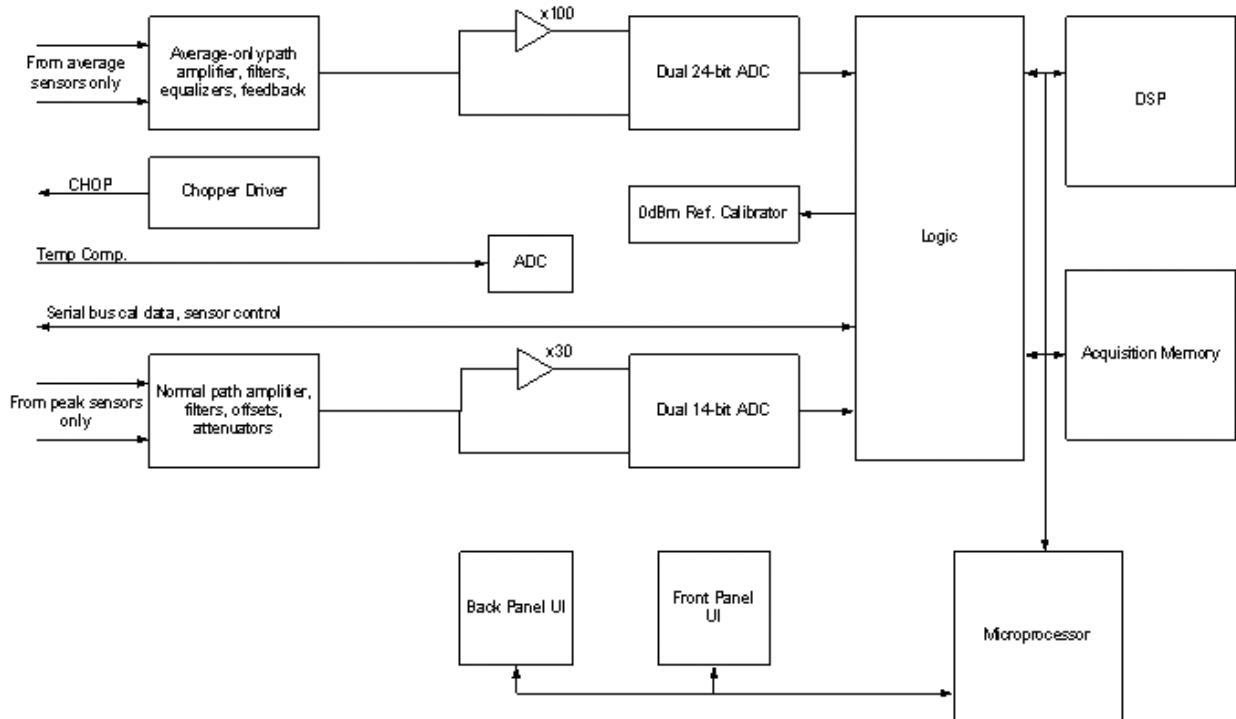 x100
From average
sensors only
Average-only path
amplifier, filters,
equalizers, feedback
Dual 24-bit ADC
DSP
CHOP
Chopper Driver
0dBm Ref. Calibrator
Logic
Temp Comp.
ADC
Serial bus cal data, sensor control
x30
From peak sensors
only
Normal path amplifier,
filters, offsets,
attenuators
Dual 14-bit ADC
Acquisition Memory
Back Panel UI
Front Panel
UI
Microprocessor